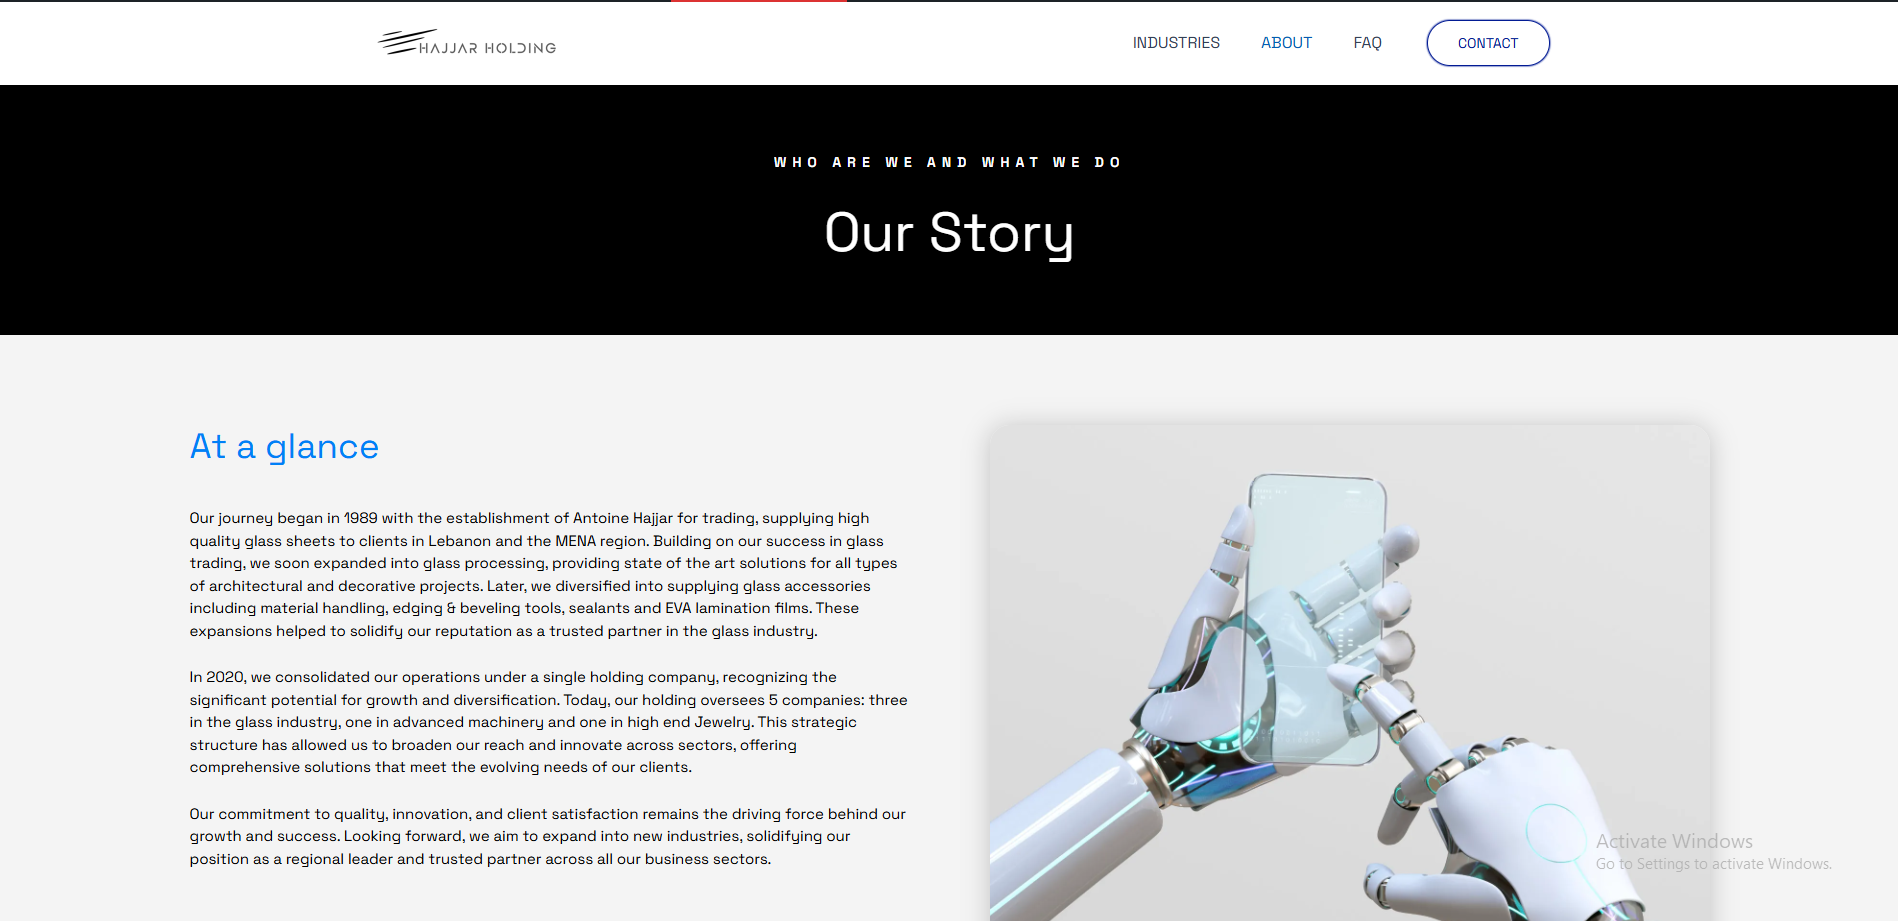 HAJJAR HOLDING
INDUSTRIES
ABOUT
FAQ
CONTACT
WHO ARE WE AND WHAT WE DO
Our Story
At a glance
Our journey began in 1989 with the establishment of Antoine Hajjar for trading, supplying high
quality glass sheets to clients in Lebanon and the MENA region. Building on our success in glass
trading, we soon expanded into glass processing, providing state of the art solutions for all types
of architectural and decorative projects. Later, we diversified into supplying glass accessories
including material handling, edging & beveling tools, sealants and EVA lamination films. These
expansions helped to solidify our reputation as a trusted partner in the glass industry.
In 2020, we consolidated our operations under a single holding company, recognizing the
significant potential for growth and diversification. Today, our holding oversees 5 companies: three
in the glass industry, one in advanced machinery and one in high end Jewelry. This strategic
structure has allowed us to broaden our reach and innovate across sectors, offering
comprehensive solutions that meet the evolving needs of our clients.
Our commitment to quality, innovation, and client satisfaction remains the driving force behind our
growth and success. Looking forward, we aim to expand into new industries, solidifying our
position as a regional leader and trusted partner across all our business sectors.
Activate Windows
Go to Settings to activate Windows.